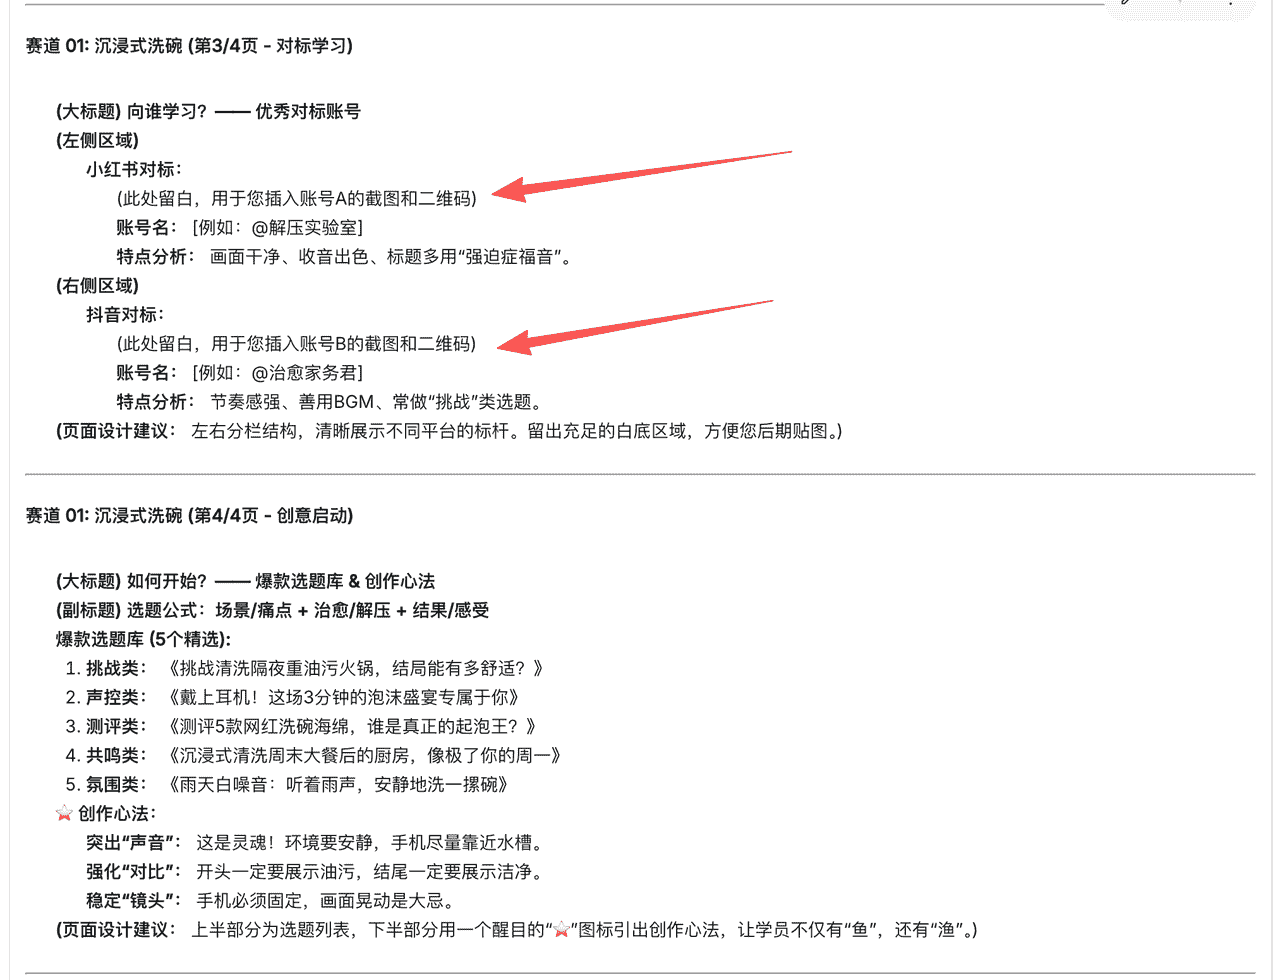 赛道 01: 沉浸式洗碗 (第3/4页 - 对标学习)
(大标题) 向谁学习？—— 优秀对标账号
(左侧区域)
小红书对标：
(此处留白，用于您插入账号A的截图和二维码)
账号名： [例如：@解压实验室]
特点分析： 画面干净、收音出色、标题多用“强迫症福音”。
(右侧区域)
抖音对标：
(此处留白，用于您插入账号B的截图和二维码)
账号名： [例如：@治愈家务君]
特点分析： 节奏感强、善用BGM、常做“挑战”类选题。
(页面设计建议： 左右分栏结构，清晰展示不同平台的标杆。留出充足的白底区域，方便您后期贴图。)
赛道 01: 沉浸式洗碗 (第4/4页 - 创意启动)
(大标题) 如何开始？—— 爆款选题库 & 创作心法
(副标题) 选题公式：场景/痛点 + 治愈/解压 + 结果/感受
爆款选题库 (5个精选):
1. 挑战类： 《挑战清洗隔夜重油污火锅，结局能有多舒适？》
2. 声控类： 《戴上耳机！这场3分钟的泡沫盛宴专属于你》
3. 测评类： 《测评5款网红洗碗海绵，谁是真正的起泡王？》
4. 共鸣类： 《沉浸式清洗周末大餐后的厨房，像极了你的周一》
5. 氛围类： 《雨天白噪音：听着雨声，安静地洗一摞碗》
创作心法：
突出“声音”： 这是灵魂！环境要安静，手机尽量靠近水槽。
强化“对比”： 开头一定要展示油污，结尾一定要展示洁净。
稳定“镜头”： 手机必须固定，画面晃动是大忌。
(页面设计建议： 上半部分为选题列表，下半部分用一个醒目的“⭐”图标引出创作心法，让学员不仅有“鱼”，还有“渔”。)